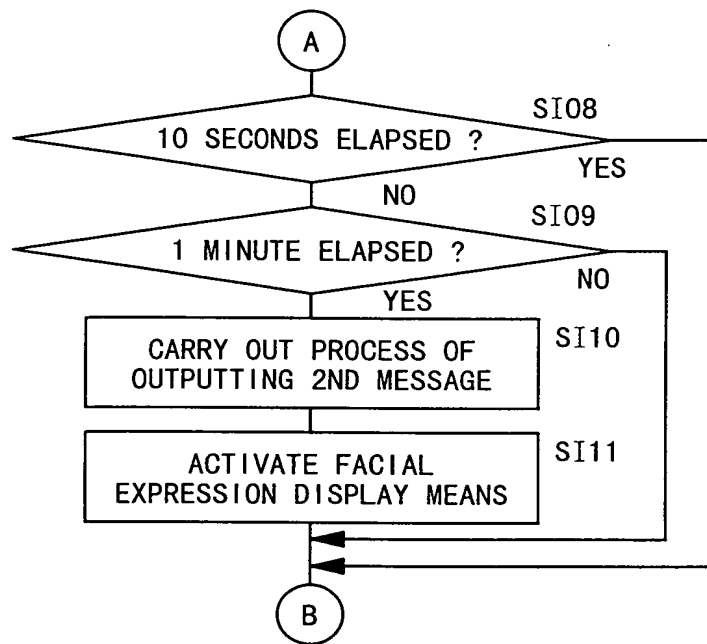 A
SI08
10 SECONDS ELAPSED ?
YES
NO
SI09
1 MINUTE ELAPSED ?
NO
YES
SI10
CARRY OUT PROCESS OF
OUTPUTTING 2ND MESSAGE
SI11
ACTIVATE FACIAL
EXPRESSION DISPLAY MEANS
B